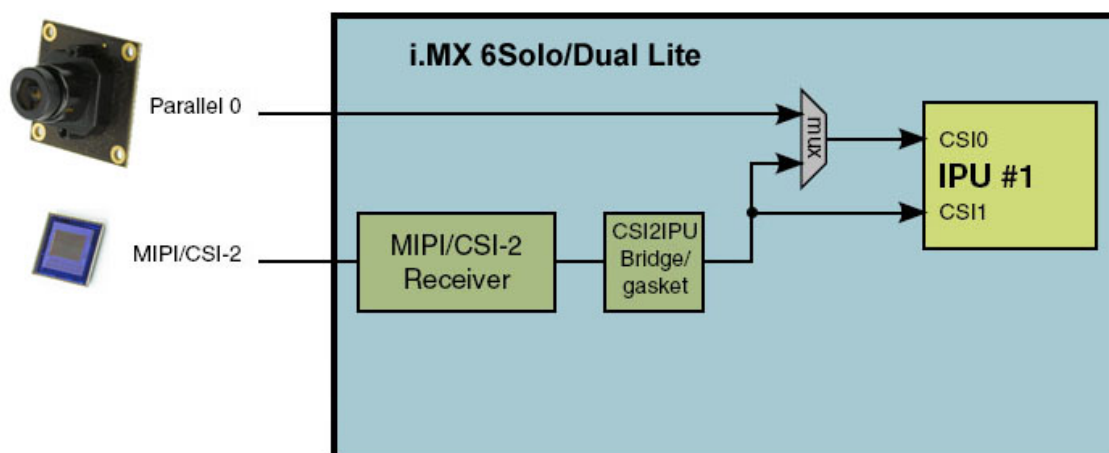 i.MX 6Solo/Dual Lite
Parallel 0
mux
CSI0
IPU #1
CSI1
MIPI/CSI-2
MIPI/CSI-2
Receiver
CSI2IPU
Bridge/
gasket